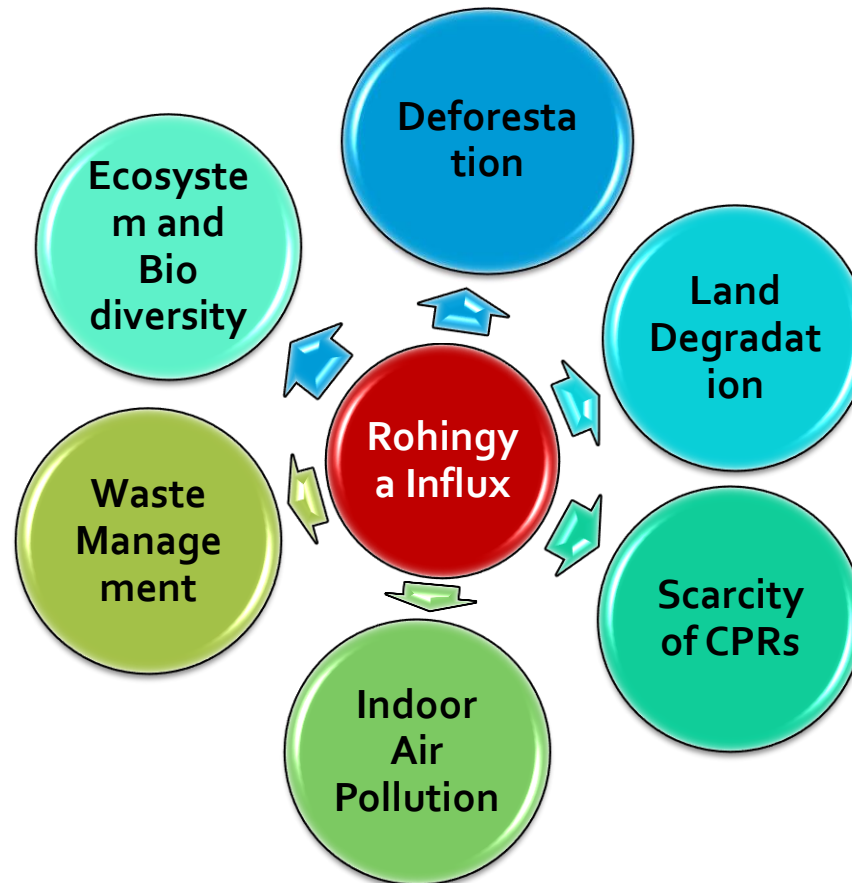 Deforesta
tion
Ecosyste
m and
Bio
diversity
Land
Degradat
ion
Rohingy
a Influx
Waste
Manage
ment
Scarcity
of CPRs
Indoor
Air
Pollution